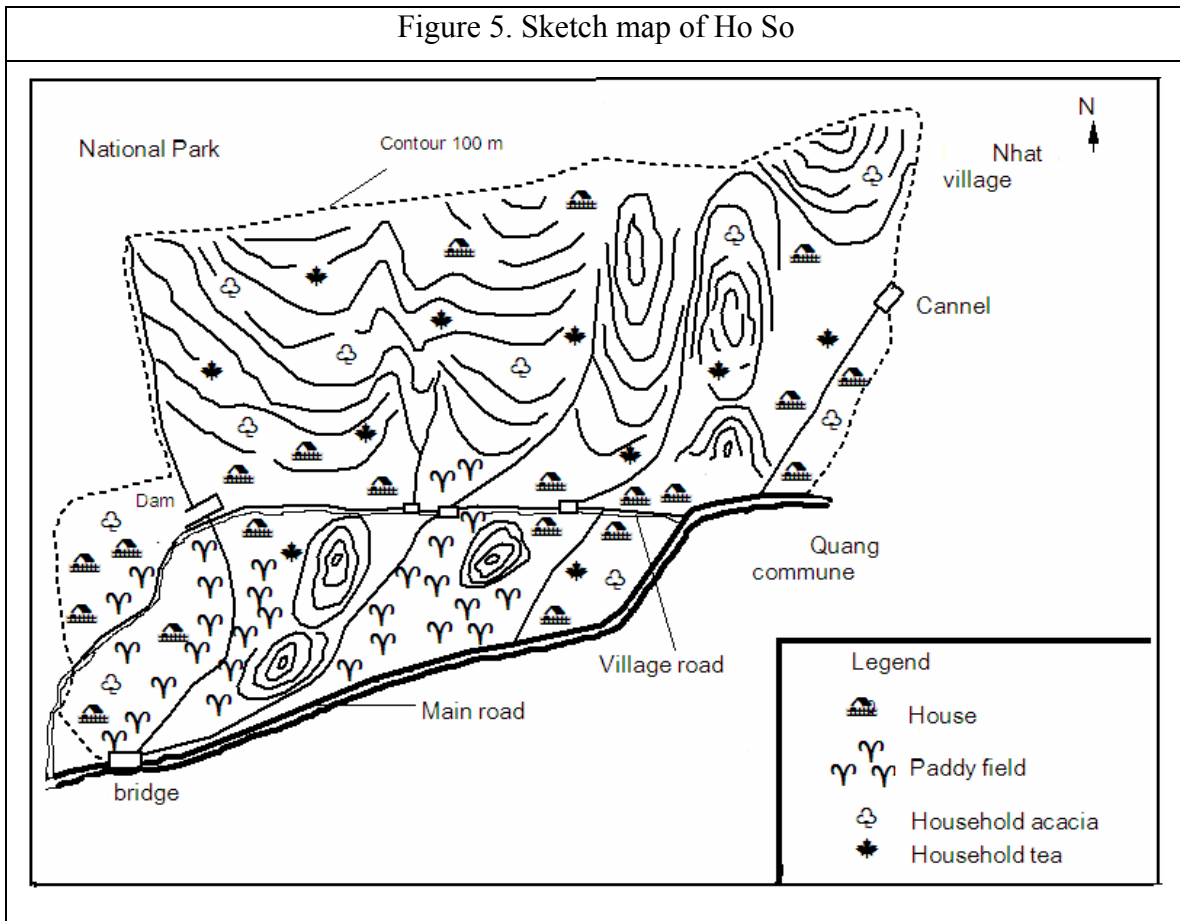 Figure 5. Sketch map of Ho So
N
National Park
Contour 100 m
Nhat
village
Cannel
Dam
Quang
commune
Village road
Main road
bridge
Legend
House
Paddy field
Household acacia
Household tea